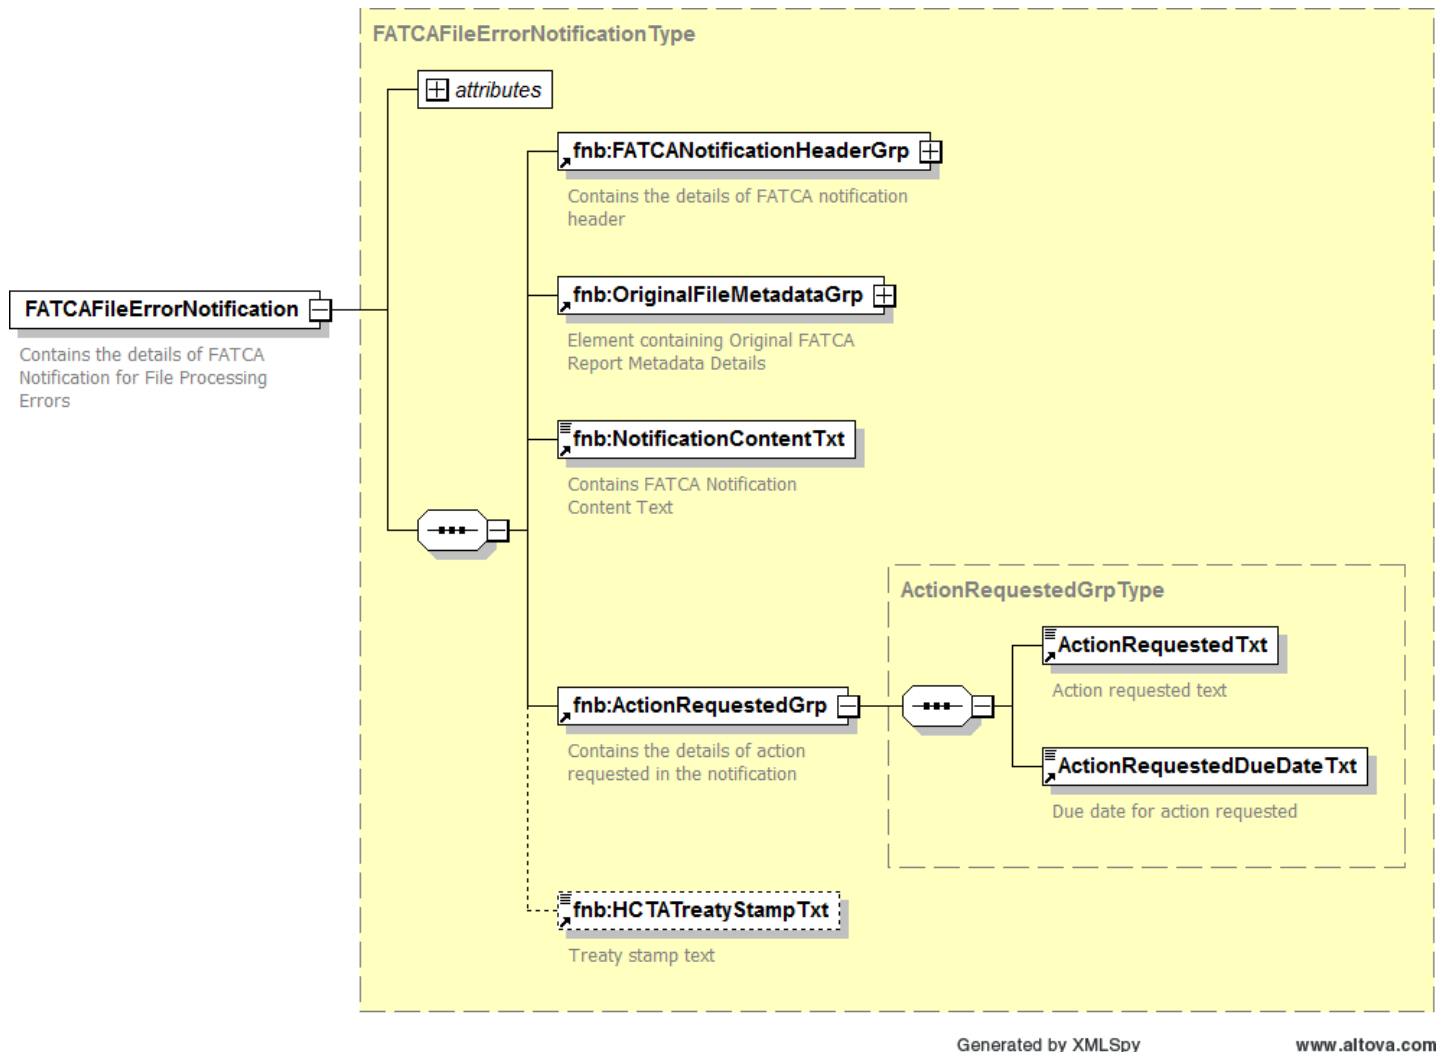 FATCAFileErrorNotificationType
attributes
fnb:FATCANotificationHeaderGrp
Contains the details of FATCA notification
header
fnb:OriginalFileMetadataGrp
Element containing Original FATCA
Report Metadata Details
FATCAFileErrorNotification
Contains the details of FATCA
Notification for File Processing
Errors
fnb:NotificationContentTxt
Contains FATCA Notification
Content Text
fnb:ActionRequestedGrp
Contains the details of action
requested in the notification
ActionRequestedGrpType
ActionRequestedTxt
Action requested text
ActionRequestedDueDateTxt
Due date for action requested
fnb:HCTATreatyStampTxt
Treaty stamp text
Generated by XMLSpy
www.altova.com